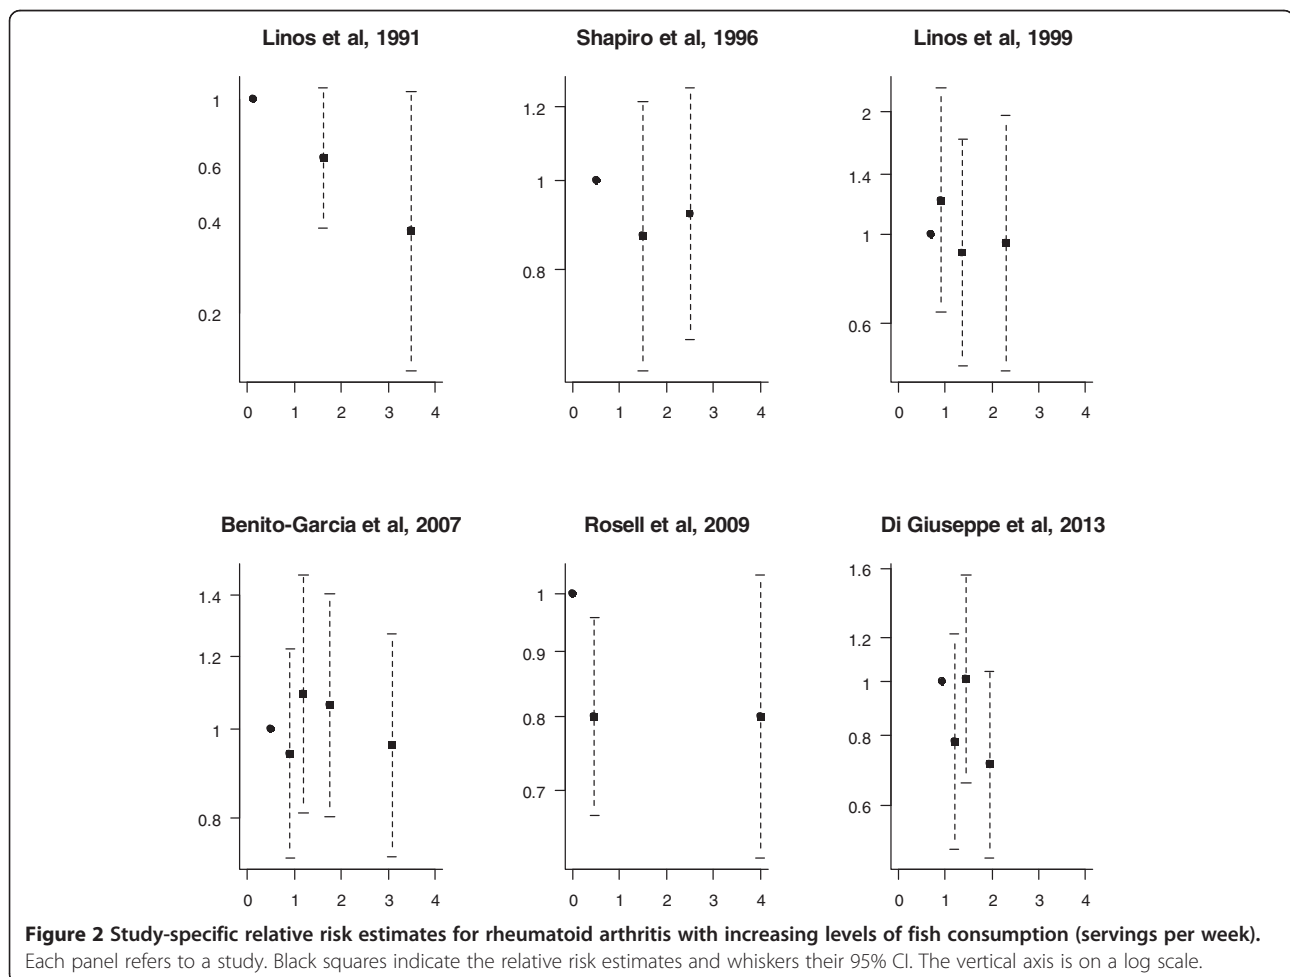 Linos et al, 1991
1
0.6
0.4
0.2
0 1 2 3 4
Shapiro et al, 1996
1.2
1
0.8
0 1 2 3 4
Linos et al, 1999
2
1.4
1
0.6
0 1 2 3 4
Benito-Garcia et al, 2007
1.4
1.2
1
0.8
0 1 2 3 4
Rosell et al, 2009
1
0.9
0.8
0.7
0 1 2 3 4
Di Giuseppe et al, 2013
1.6
1.2
1
0.8
0.6
0 1 2 3 4
Figure 2 Study-specific relative risk estimates for rheumatoid arthritis with increasing levels of fish consumption (servings per week).
Each panel refers to a study. Black squares indicate the relative risk estimates and whiskers their 95% CI. The vertical axis is on a log scale.